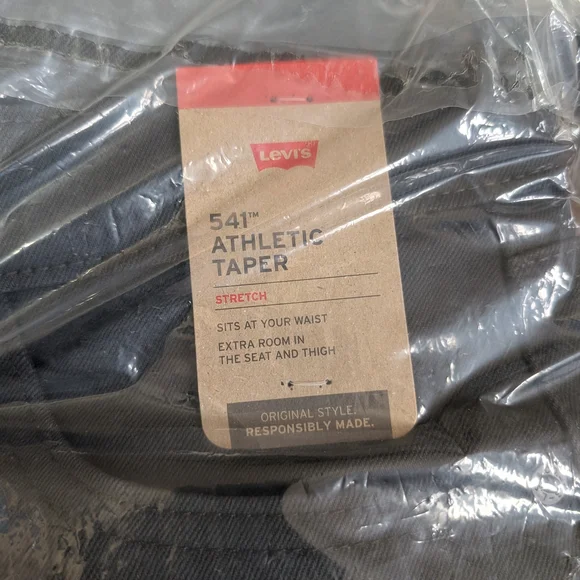 Levi's
541™
ATHLETIC
TAPER
STRETCH
SITS AT YOUR WAIST
EXTRA ROOM IN
THE SEAT AND THIGH
ORIGINAL STYLE.
RESPONSIBLY MADE.